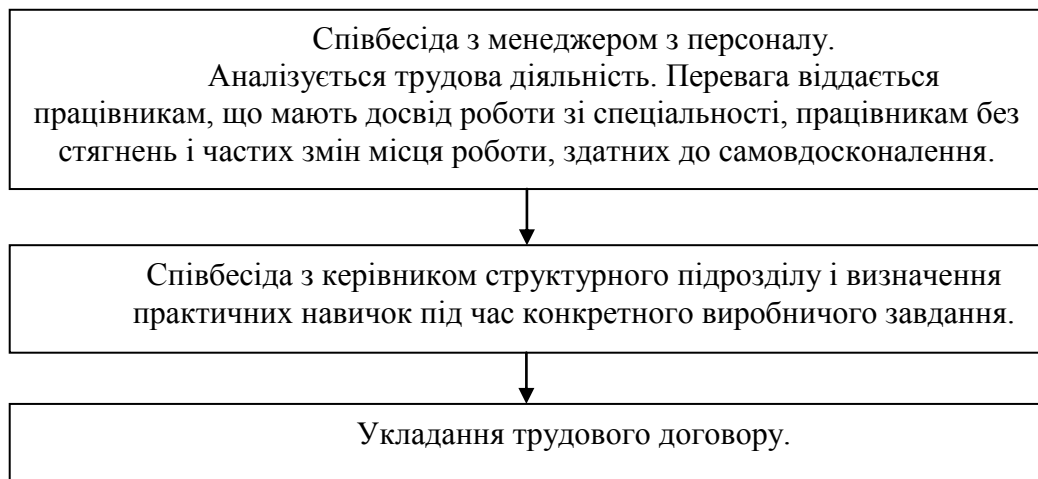 Співбесіда з менеджером з персоналу.
Аналізується трудова діяльність. Перевага віддається
працівникам, що мають досвід роботи зі спеціальності, працівникам без
стягнень і частих змін місця роботи, здатних до самовдосконалення.
Співбесіда з керівником структурного підрозділу і визначення
практичних навичок під час конкретного виробничого завдання.
Укладання трудового договору.